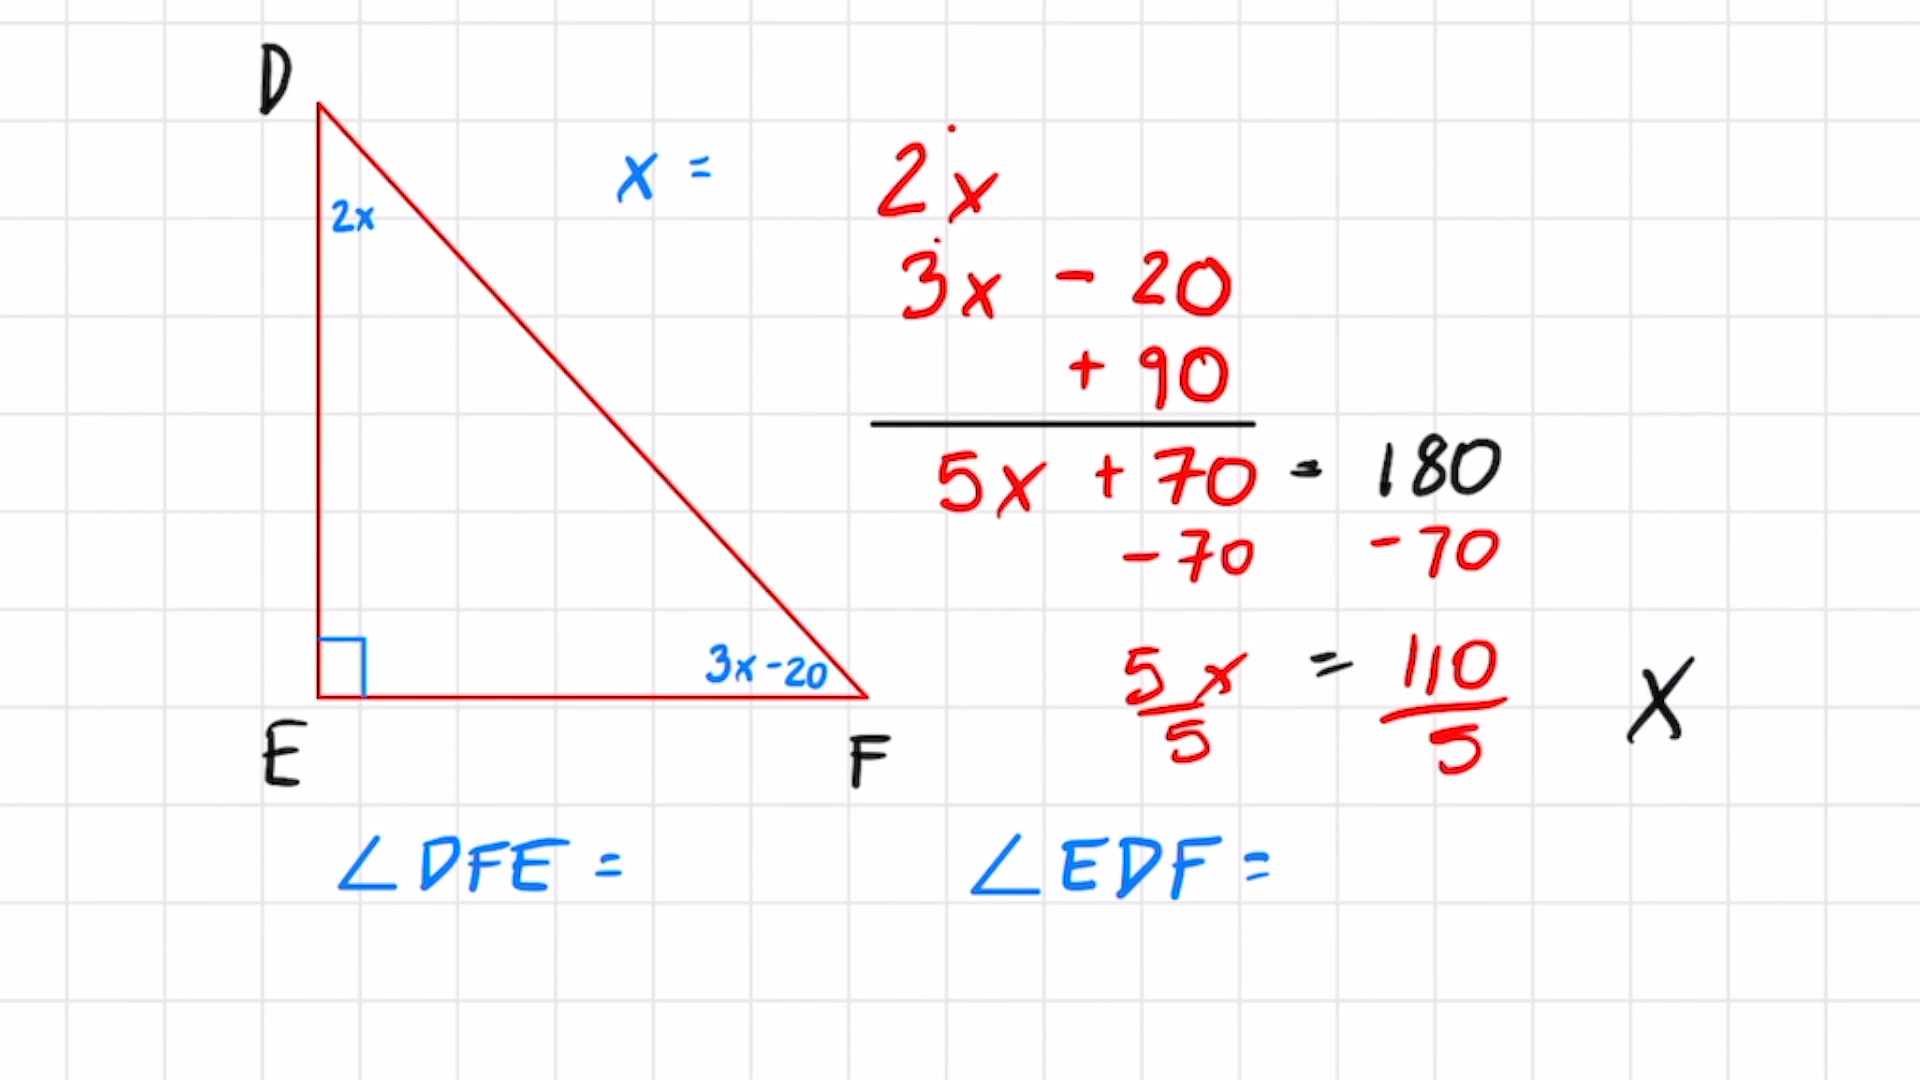 D
x =
2x
2x
3x - 20
+ 90
5x + 70 = 180
- 70 - 70
3x - 20
5x/5 = 110/5 X
E
F
∠DFE =
∠EDF =